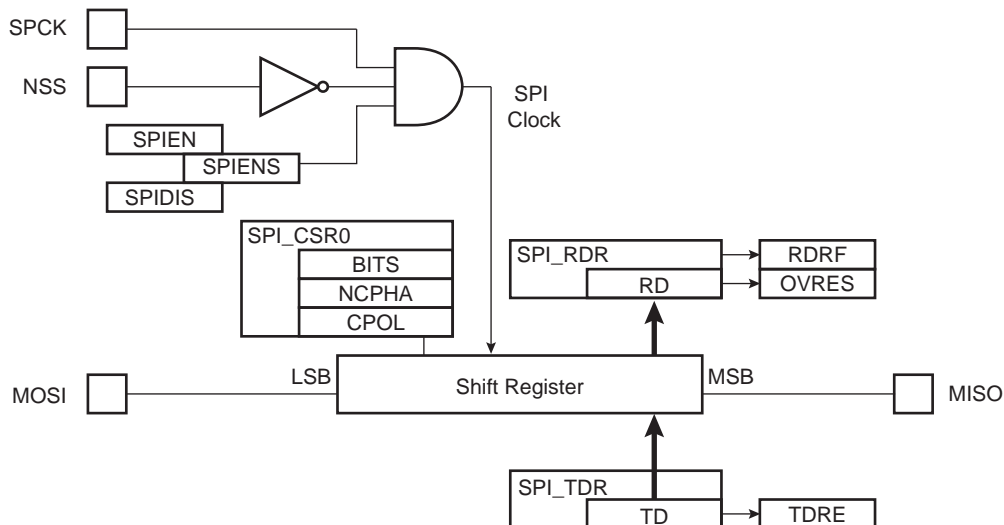 SPCK
NSS
SPI
Clock
SPIEN
SPIENS
SPIDIS
SPI_CSR0
BITS
NCPHA
CPOL
SPI_RDR
RD
RDRF
OVRES
MOSI
LSB
Shift Register
MSB
MISO
SPI_TDR
TD
TDRE